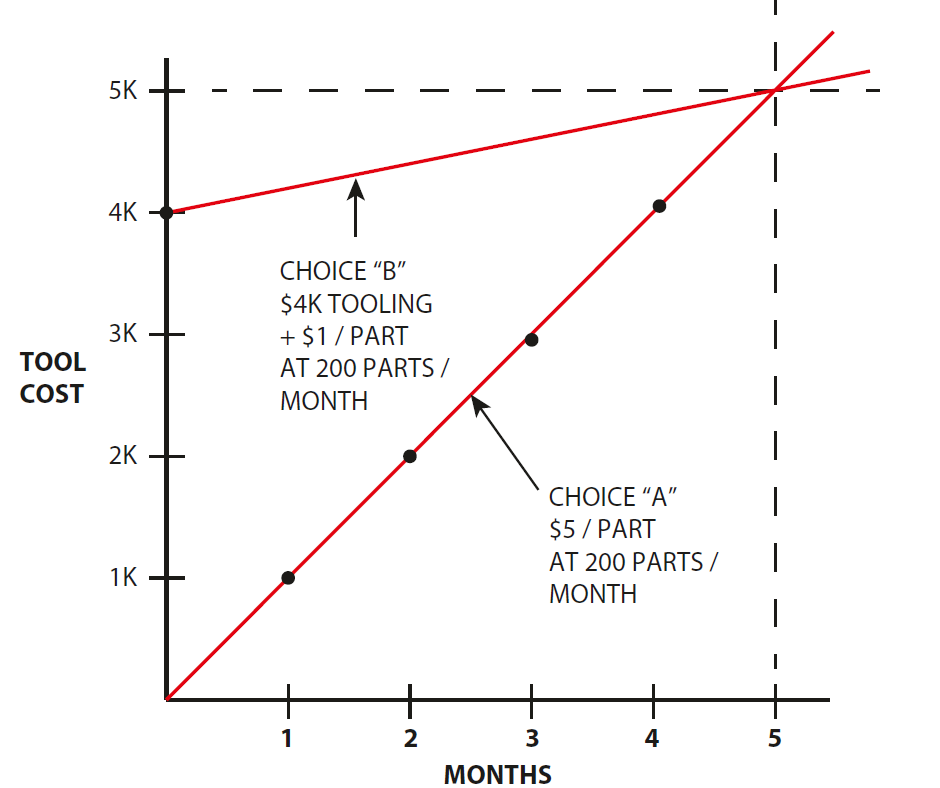 5K
4K
3K
2K
1K
TOOL
COST
CHOICE “B”
$4K TOOLING
+ $1 / PART
AT 200 PARTS /
MONTH
CHOICE “A”
$5 / PART
AT 200 PARTS /
MONTH
1 2 3 4 5
MONTHS